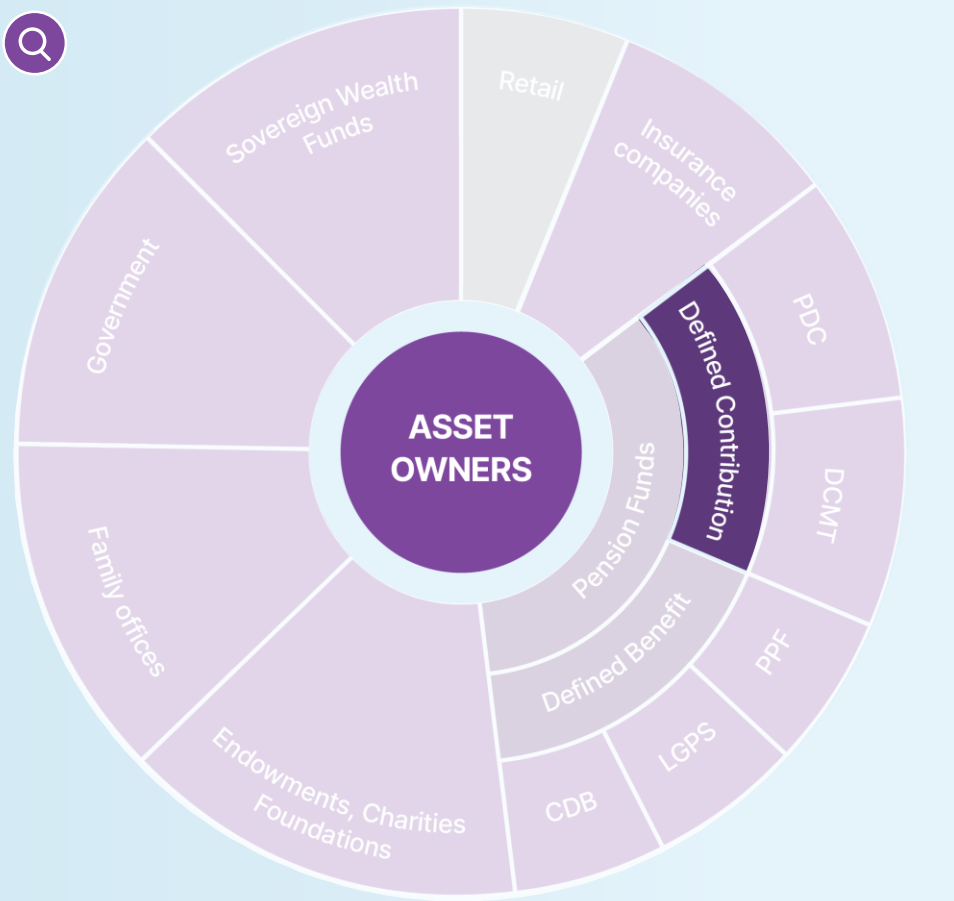 Retail
Insurance
companies
PDC
DCMT
Defined Contribution
Pension Funds
Defined Benefit
PPF
LGPS
CDB
Endowments, Charities
Foundations
Family offices
Government
Sovereign Wealth
Funds
ASSET
OWNERS